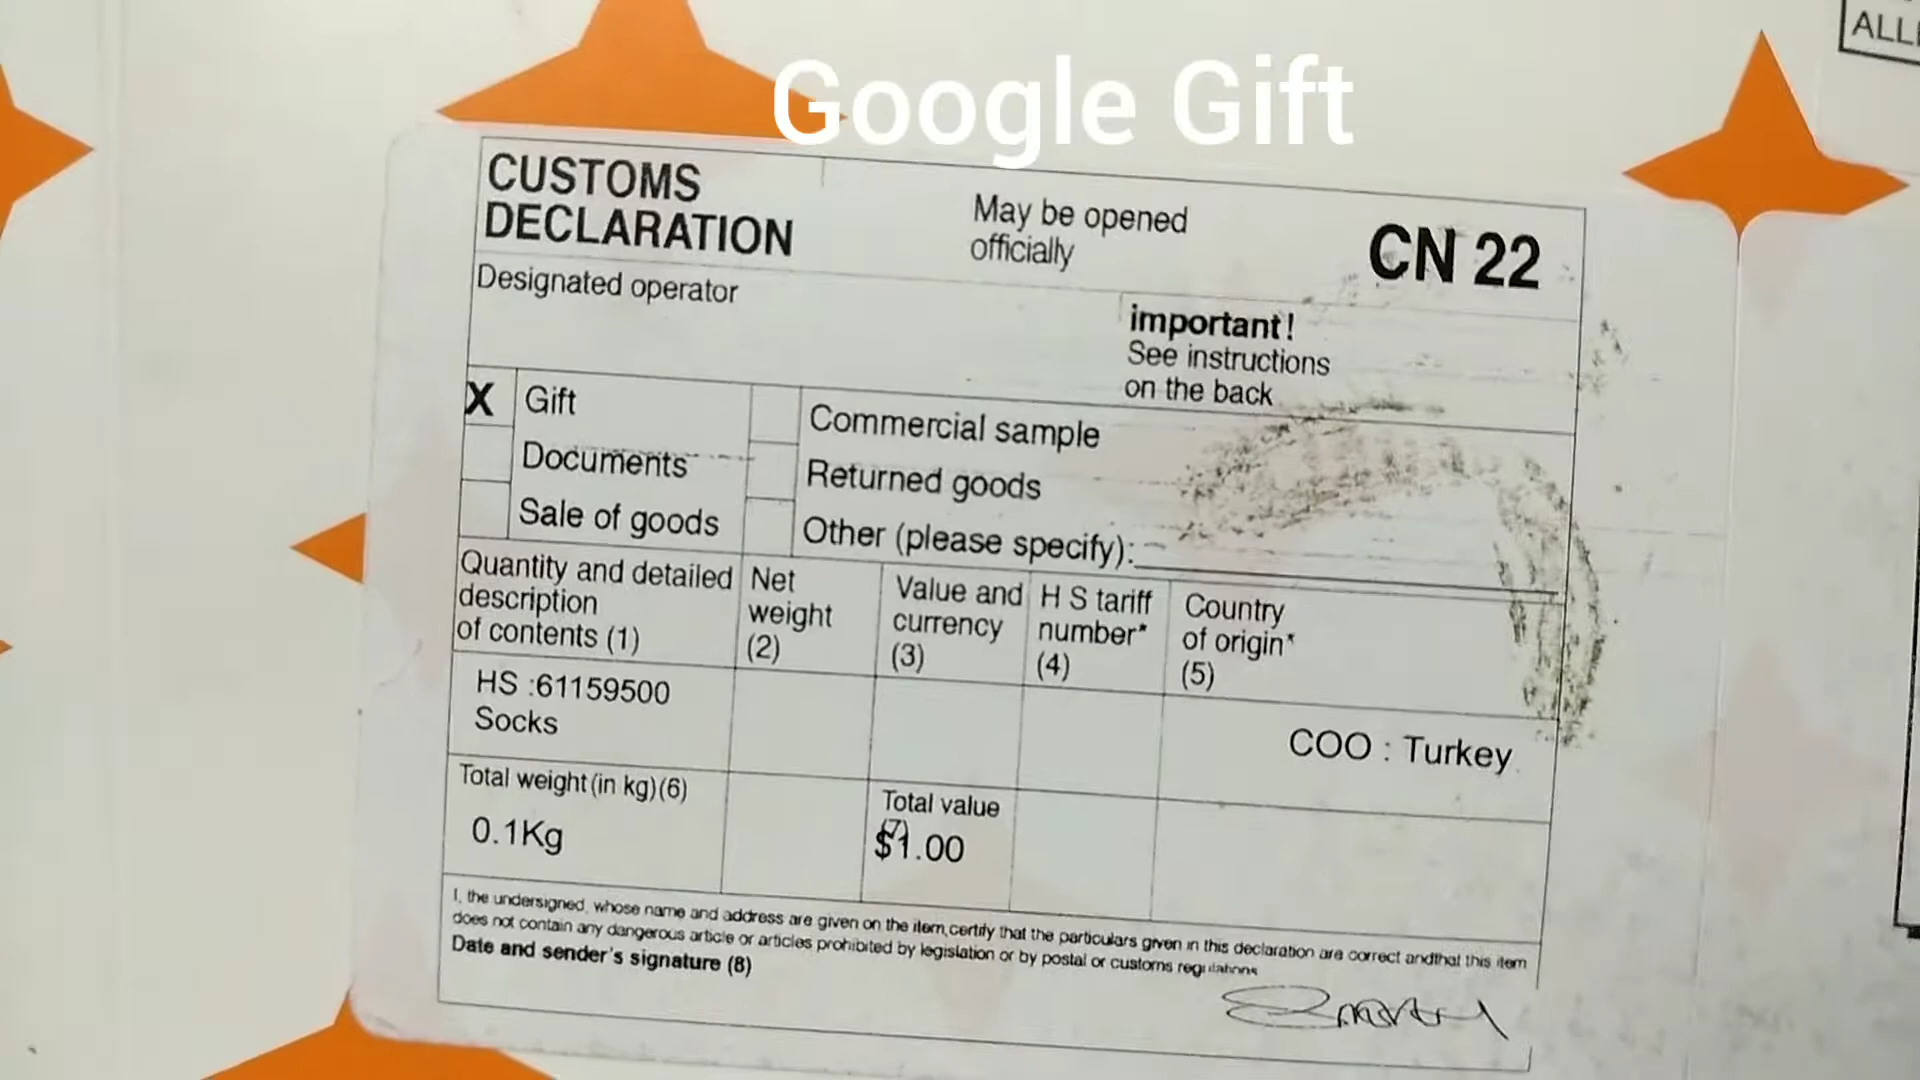 Google Gift
ALL
CUSTOMS
DECLARATION
May be opened
officially
CN 22
Designated operator
important!
See instructions
on the back
X Gift
Documents
Sale of goods
Commercial sample
Returned goods
Other (please specify):
Quantity and detailed
description
of contents (1)
Net
weight
(2)
Value and
currency
(3)
H S tariff
number*
(4)
Country
of origin*
(5)
HS :61159500
Socks
COO : Turkey
Total weight (in kg)(6)
0.1Kg
Total value
(7)
$1.00
I, the undersigned, whose name and address are given on the item,certify that the particulars given in this declaration are correct andthat this item
does not contain any dangerous article or articles prohibited by legislation or by postal or customs regulations
Date and sender's signature (8)